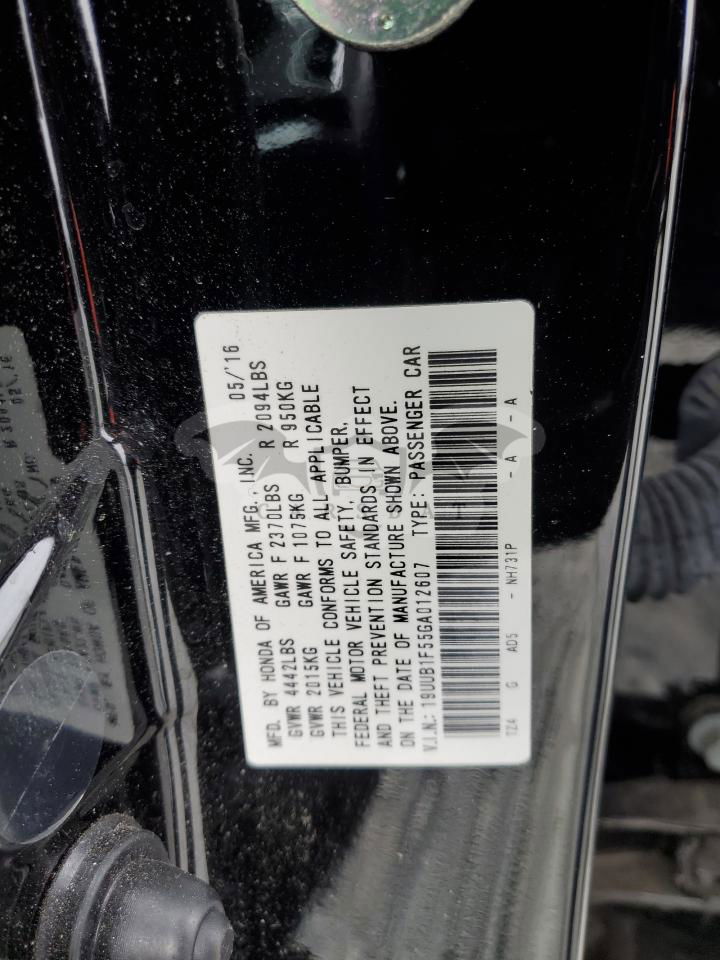 MFD. BY HONDA OF AMERICA MFG., INC. 05/'16
GVWR 4442LBS GAWR F 2370LBS R 2094LBS
GVWR 2015KG GAWR F 1075KG R 950KG
THIS VEHICLE CONFORMS TO ALL APPLICABLE
FEDERAL MOTOR VEHICLE SAFETY, BUMPER,
AND THEFT PREVENTION STANDARDS IN EFFECT
ON THE DATE OF MANUFACTURE SHOWN ABOVE.
V.I.N.: 19UUB1F55GA012607 TYPE: PASSENGER CAR
TZ4 G AD5 - NH731P - A - A